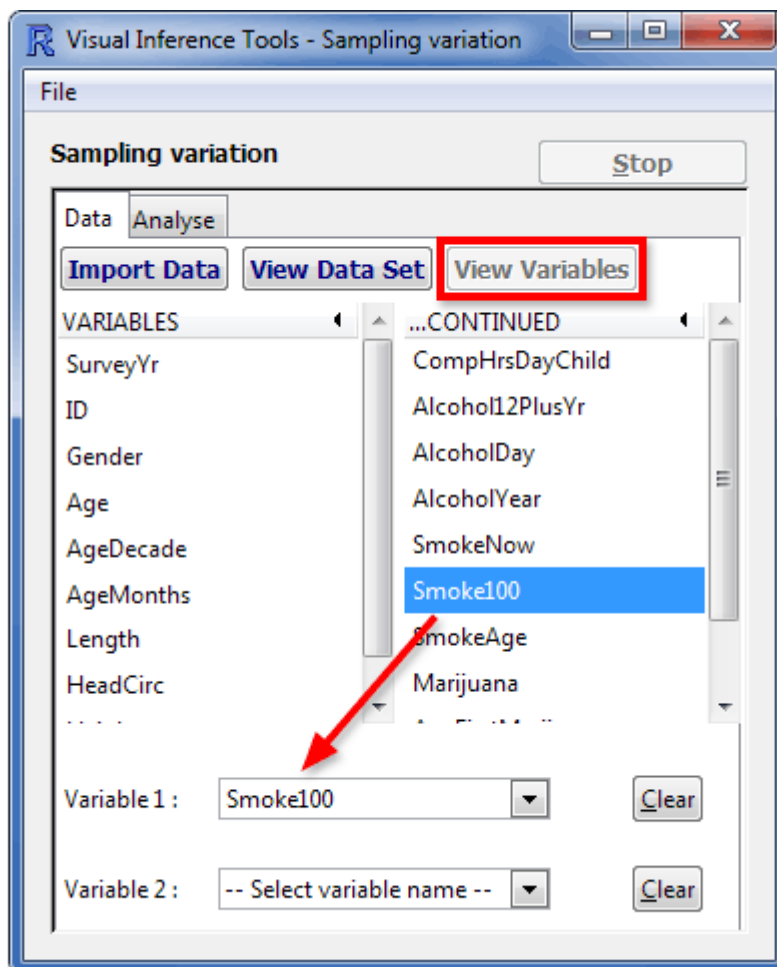 Visual Inference Tools - Sampling variation
File
Sampling variation
Stop
Data Analyse
Import Data View Data Set View Variables
VARIABLES ...CONTINUED
SurveyYr CompHrsDayChild
ID Alcohol12PlusYr
Gender AlcoholDay
Age AlcoholYear
AgeDecade SmokeNow
AgeMonths Smoke100
Length SmokeAge
HeadCirc Marijuana
Variable 1 : Smoke100 Clear
Variable 2 : -- Select variable name -- Clear